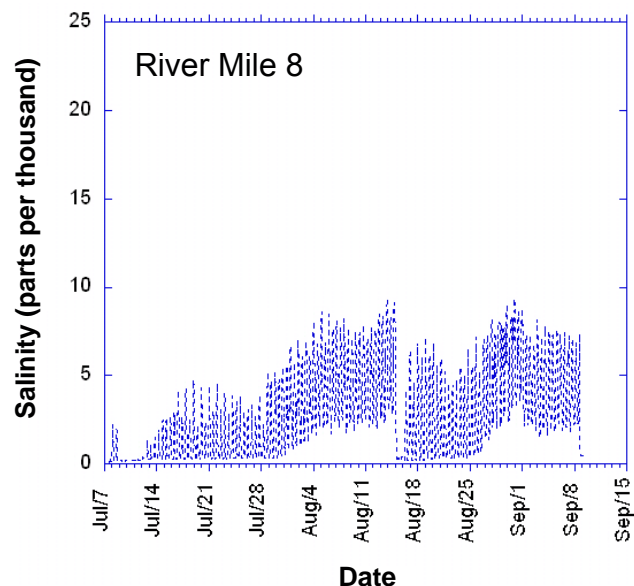 River Mile 8
Salinity (parts per thousand)
25
20
15
10
5
0
Jul/7
Jul/14
Jul/21
Jul/28
Aug/4
Aug/11
Aug/18
Aug/25
Sep/1
Sep/8
Sep/15
Date